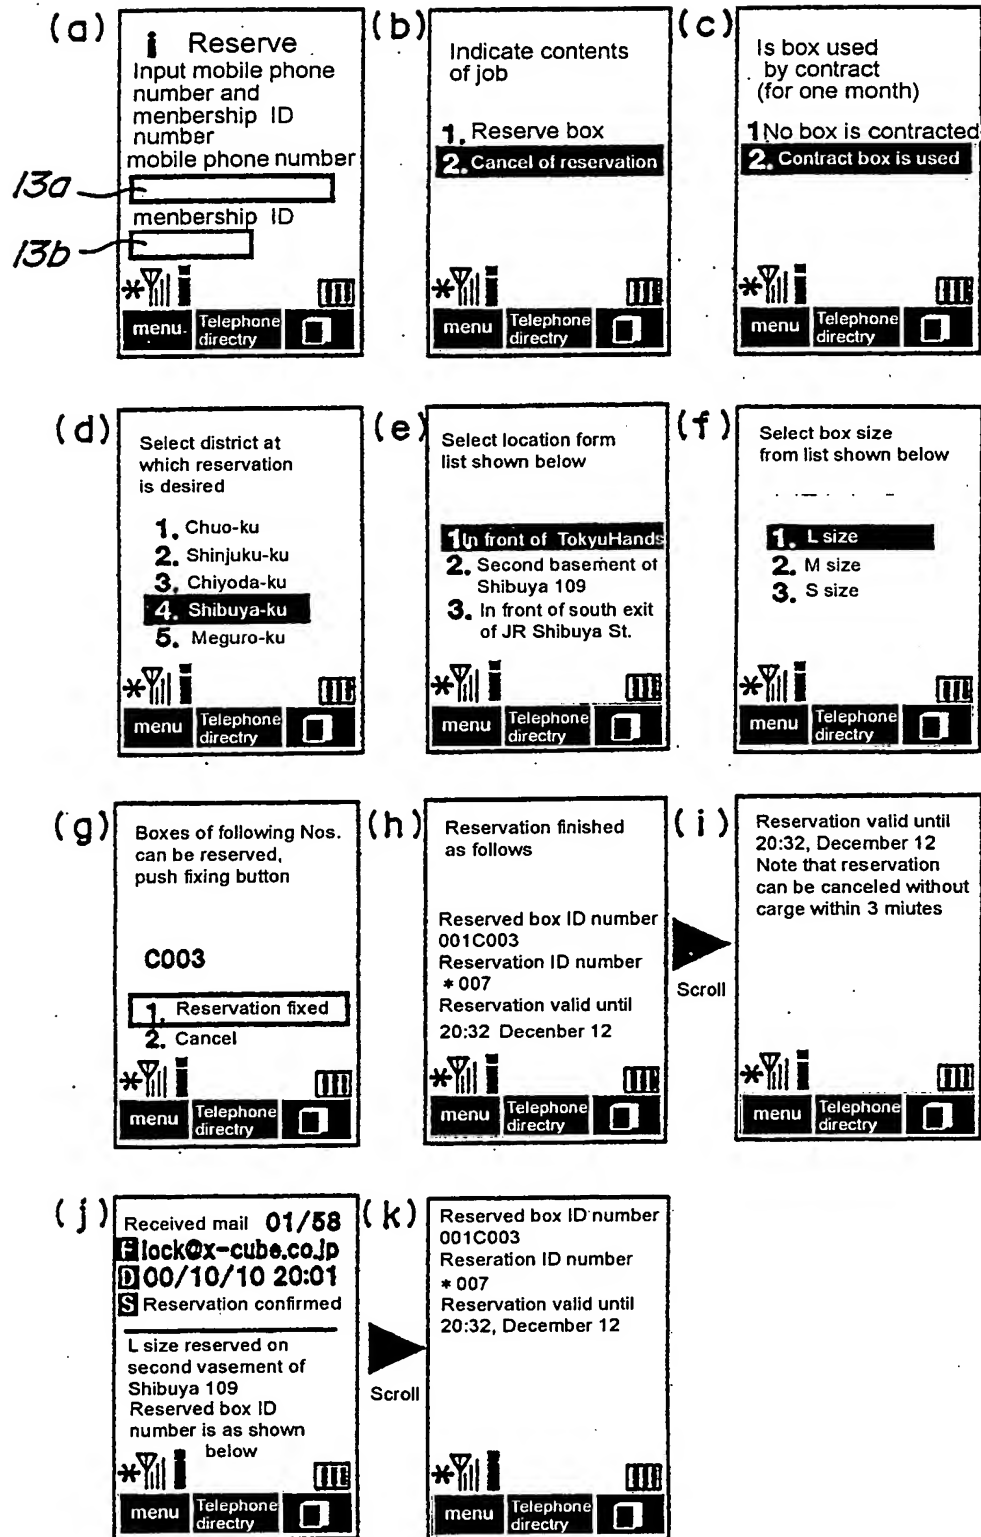 (a)
i Reserve
Input mobile phone
number and
menbership ID
number
mobile phone number
13a
menbership ID
13b
menu.
Telephone
directry
(b)
Indicate contents
of job
1. Reserve box
2. Cancel of reservation
menu
Telephone
directry
(c)
Is box used
by contract
(for one month)
1 No box is contracted
2. Contract box is used
menu
Telephone
directry
(d)
Select district at
which reservation
is desired
1. Chuo-ku
2. Shinjuku-ku
3. Chiyoda-ku
4. Shibuya-ku
5. Meguro-ku
menu
Telephone
directry
(e)
Select location form
list shown below
1. In front of TokyuHands
2. Second basement of
Shibuya 109
3. In front of south exit
of JR Shibuya St.
menu
Telephone
directry
(f)
Select box size
from list shown below
1. L size
2. M size
3. S size
menu
Telephone
directry
(g)
Boxes of following Nos.
can be reserved,
push fixing button
C003
1. Reservation fixed
2. Cancel
menu
Telephone
directry
(h)
Reservation finished
as follows
Reserved box ID number
001C003
Reservation ID number
* 007
Reservation valid until
20:32 Decenber 12
menu
Telephone
directry
Scroll
(i)
Reservation valid until
20:32, December 12
Note that reservation
can be canceled without
carge within 3 miutes
menu
Telephone
directry
(j)
Received mail 01/58
F lock@x-cube.co.jp
D 00/10/10 20:01
S Reservation confirmed
L size reserved on
second vasement of
Shibuya 109
Reserved box ID
number is as shown
below
menu
Telephone
directry
Scroll
(k)
Reserved box ID number
001C003
Reseration ID number
* 007
Reservation valid until
20:32, December 12
menu
Telephone
directry